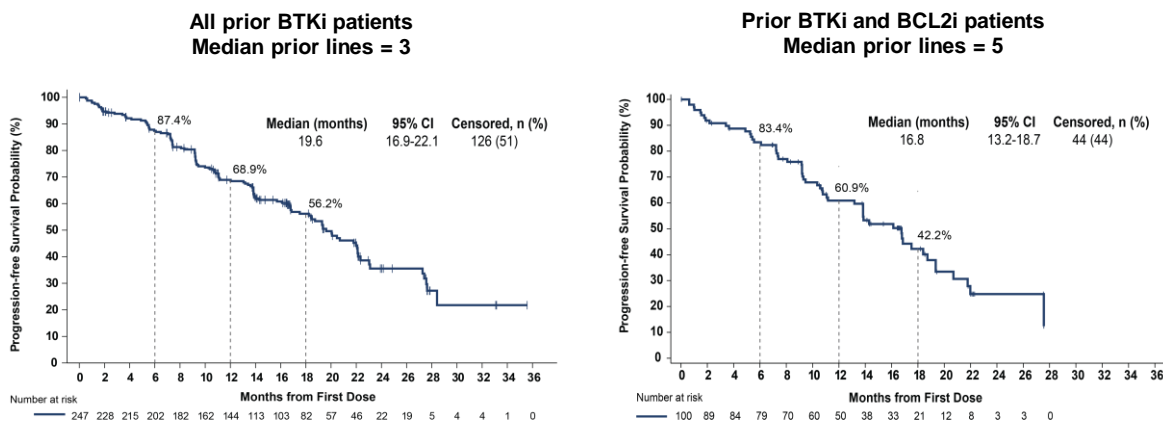 All prior BTKi patients
Median prior lines = 3
Progression-free Survival Probability (%)
100
90
80
70
60
50
40
30
20
10
0
87.4%
68.9%
56.2%
Median (months) 95% CI Censored, n (%)
19.6 16.9-22.1 126 (51)
0 2 4 6 8 10 12 14 16 18 20 22 24 26 28 30 32 34 36
Months from First Dose
Number at risk
247 228 215 202 182 162 144 113 103 82 57 46 22 19 5 4 4 1 0
Prior BTKi and BCL2i patients
Median prior lines = 5
Progression-free Survival Probability (%)
100
90
80
70
60
50
40
30
20
10
0
83.4%
60.9%
42.2%
Median (months) 95% CI Censored, n (%)
16.8 13.2-18.7 44 (44)
0 2 4 6 8 10 12 14 16 18 20 22 24 26 28 30 32 34 36
Months from First Dose
Number at risk
100 89 84 79 70 60 50 38 33 21 12 8 3 3 0